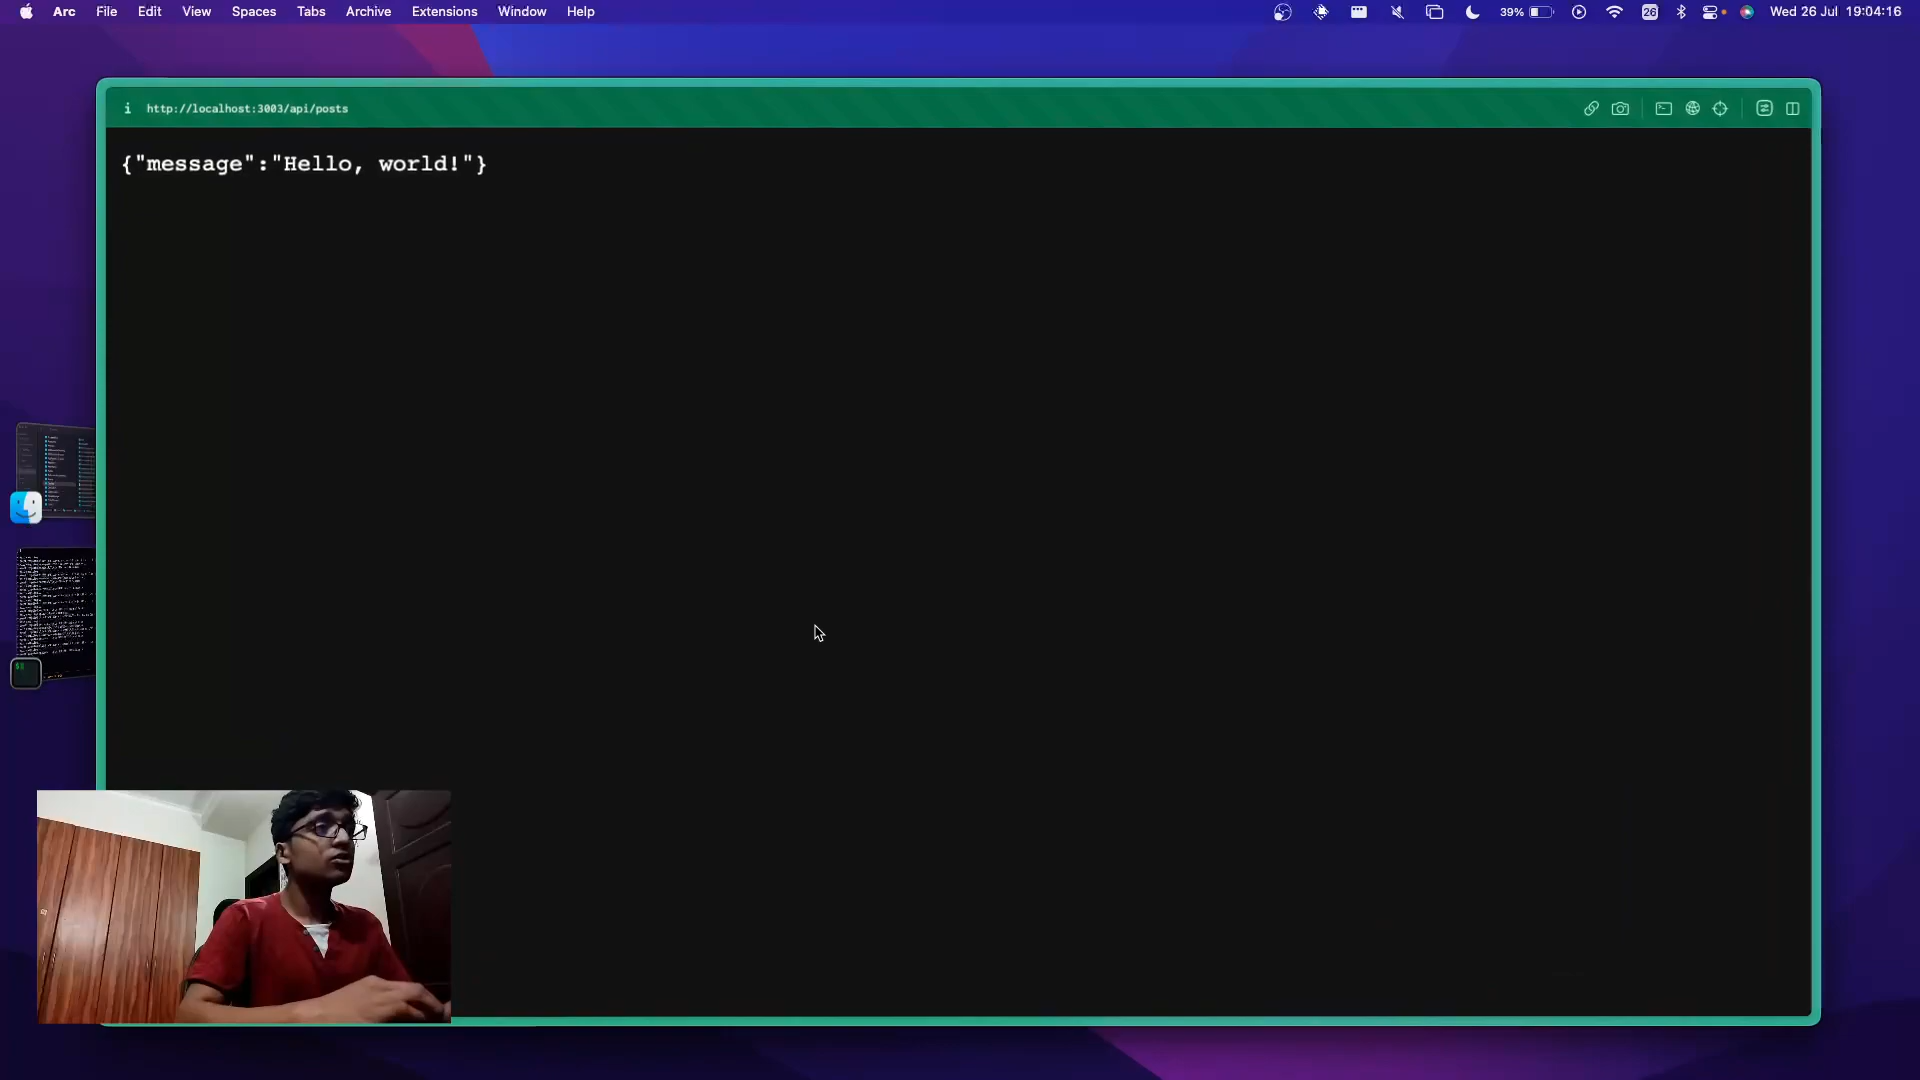 Arc File Edit View Spaces Tabs Archive Extensions Window Help 39% 26 Wed 26 Jul 19:04:16
i http://localhost:3003/api/posts
{"message":"Hello, world!"}